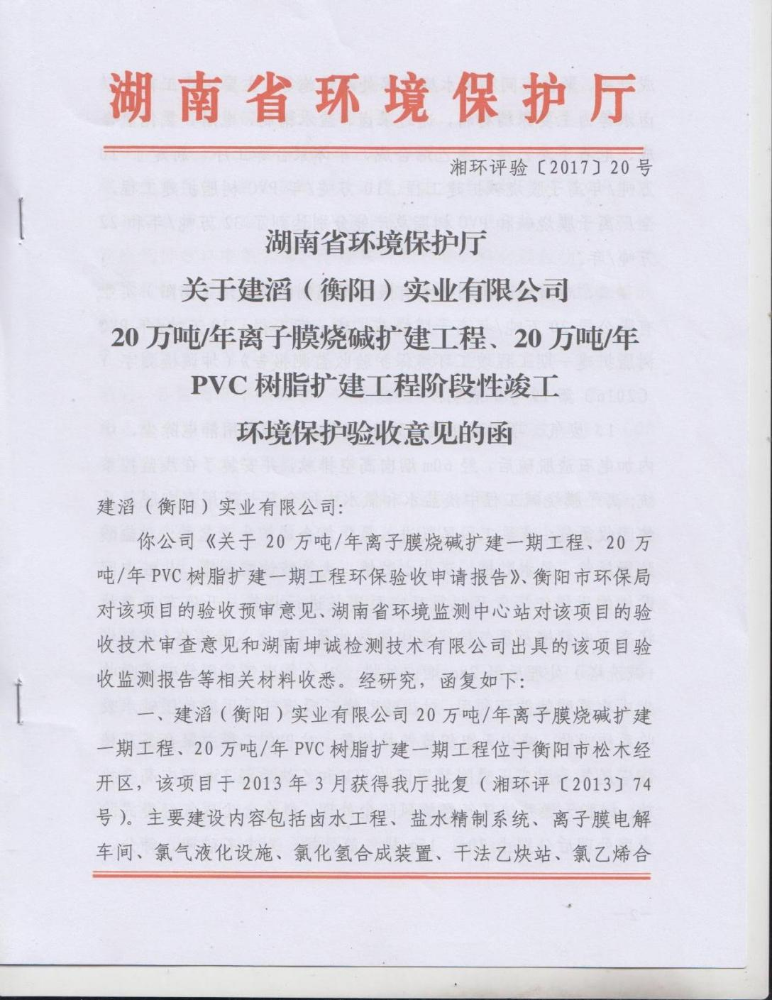 湖南省环境保护厅
湘环评验〔2017〕20号
湖南省环境保护厅
关于建滔（衡阳）实业有限公司
20万吨/年离子膜烧碱扩建工程、20万吨/年
PVC树脂扩建工程阶段性竣工
环境保护验收意见的函
建滔（衡阳）实业有限公司:
你公司《关于20万吨/年离子膜烧碱扩建一期工程、20万
吨/年PVC树脂扩建一期工程环保验收申请报告》、衡阳市环保局
对该项目的验收预审意见、湖南省环境监测中心站对该项目的验
收技术审查意见和湖南坤诚检测技术有限公司出具的该项目验
收监测报告等相关材料收悉。经研究，函复如下:
一、建滔（衡阳）实业有限公司20万吨/年离子膜烧碱扩建
一期工程、20万吨/年PVC树脂扩建一期工程位于衡阳市松木经
开区，该项目于2013年3月获得我厅批复（湘环评〔2013〕74
号）。主要建设内容包括卤水工程、盐水精制系统、离子膜电解
车间、氯气液化设施、氯化氢合成装置、干法乙炔站、氯乙烯合